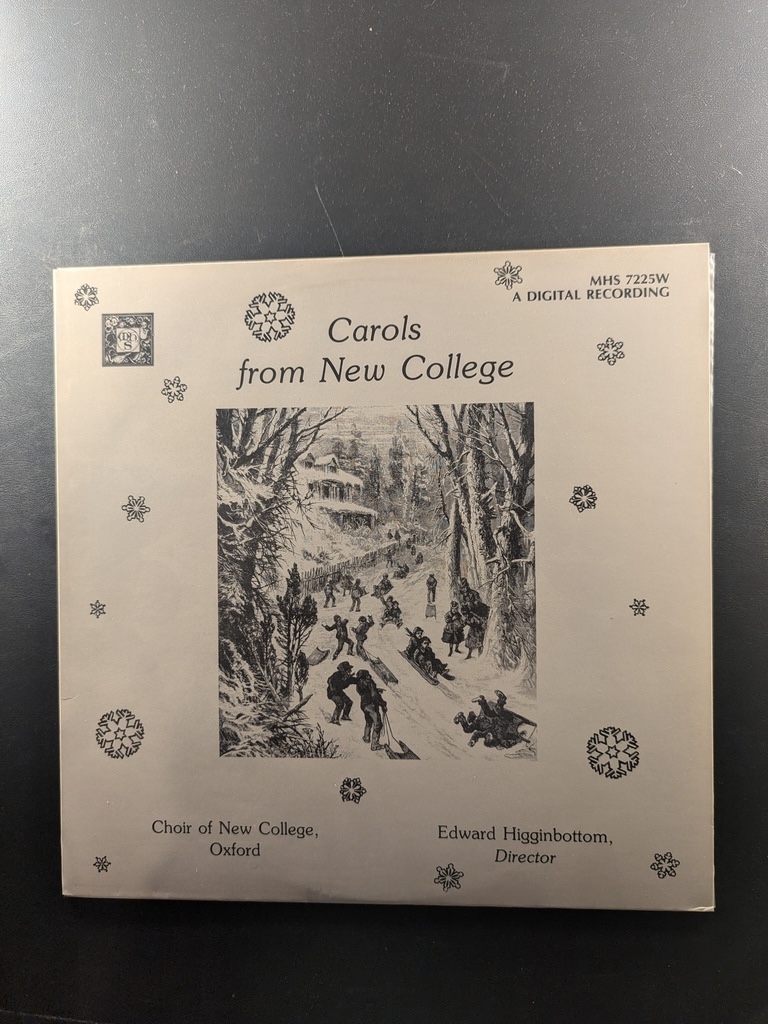 MHS 7225W
A DIGITAL RECORDING
Carols
from New College
Choir of New College,
Oxford
Edward Higginbottom,
Director